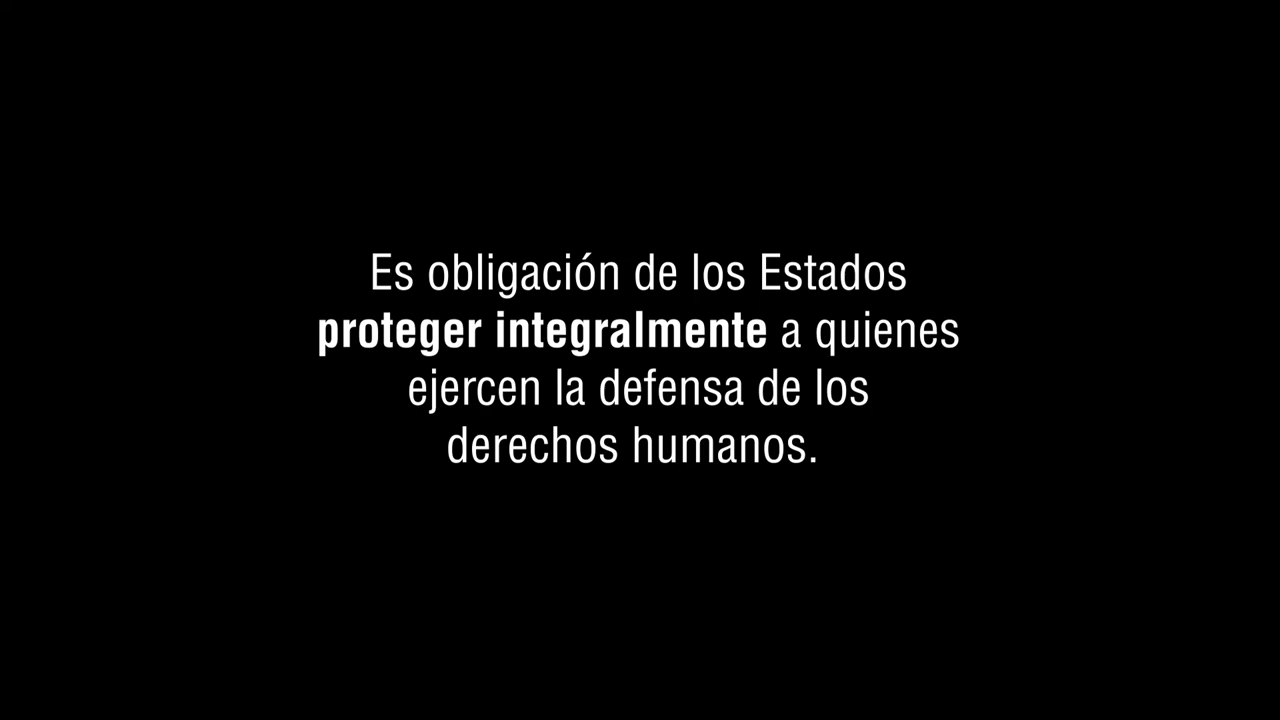 Es obligación de los Estados
proteger integralmente a quienes
ejercen la defensa de los
derechos humanos.